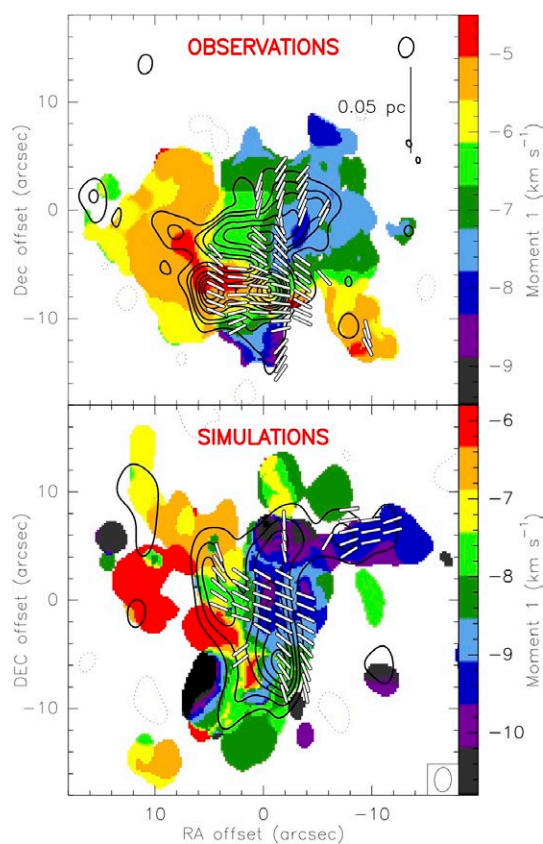 OBSERVATIONS
0.05 pc
10
0
−10
Dec offset (arcsec)
−5
−6
−7
−8
−9
Moment 1 (km s⁻¹)
SIMULATIONS
10
0
−10
DEC offset (arcsec)
−6
−7
−8
−9
−10
Moment 1 (km s⁻¹)
10 0 −10
RA offset (arcsec)